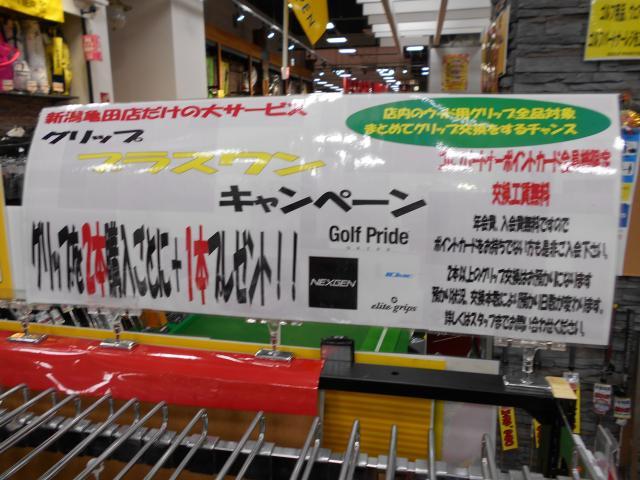 新潟亀田店だけの大サービス
グリップ
プラスワン
キャンペーン
グリップを2本購入ごとに+1本プレゼント!!
店内のウッド用グリップ全品対象
まとめてグリップ交換をするチャンス
ゴルフパートナーポイントカード会員様限定
交換工賃無料
年会費、入会費無料ですので
ポイントカードをお持ちでない方も是非ご入会下さい。
2本以上のグリップ交換はお預かりになります
預かり状況、交換本数により預かり日数が変わります。
詳しくはスタッフまでお問い合わせください。
Golf Pride
GRIPS
NEXGEN
elite grips